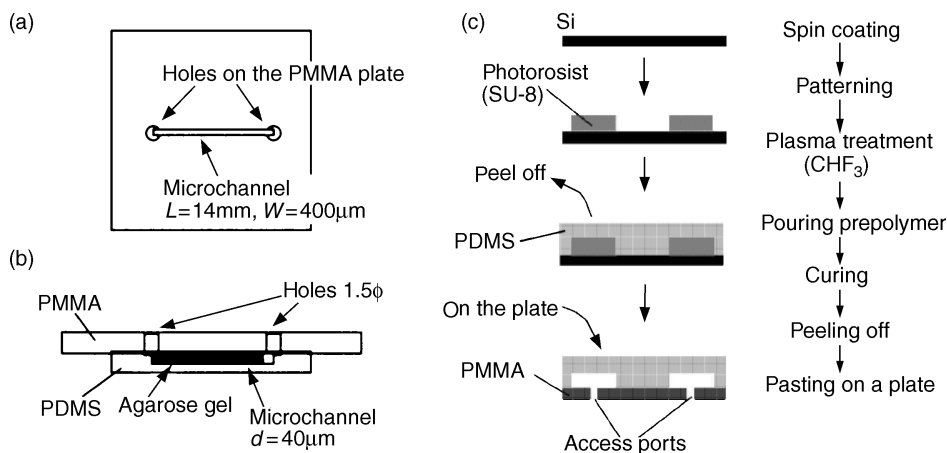 (a)
Holes on the PMMA plate
Microchannel
L=14mm, W=400μm
(b)
PMMA
Holes 1.5ϕ
PDMS
Agarose gel
Microchannel
d=40μm
(c)
Si
Photorosist
(SU-8)
Peel off
PDMS
On the plate
PMMA
Access ports
Spin coating
Patterning
Plasma treatment
(CHF₃)
Pouring prepolymer
Curing
Peeling off
Pasting on a plate